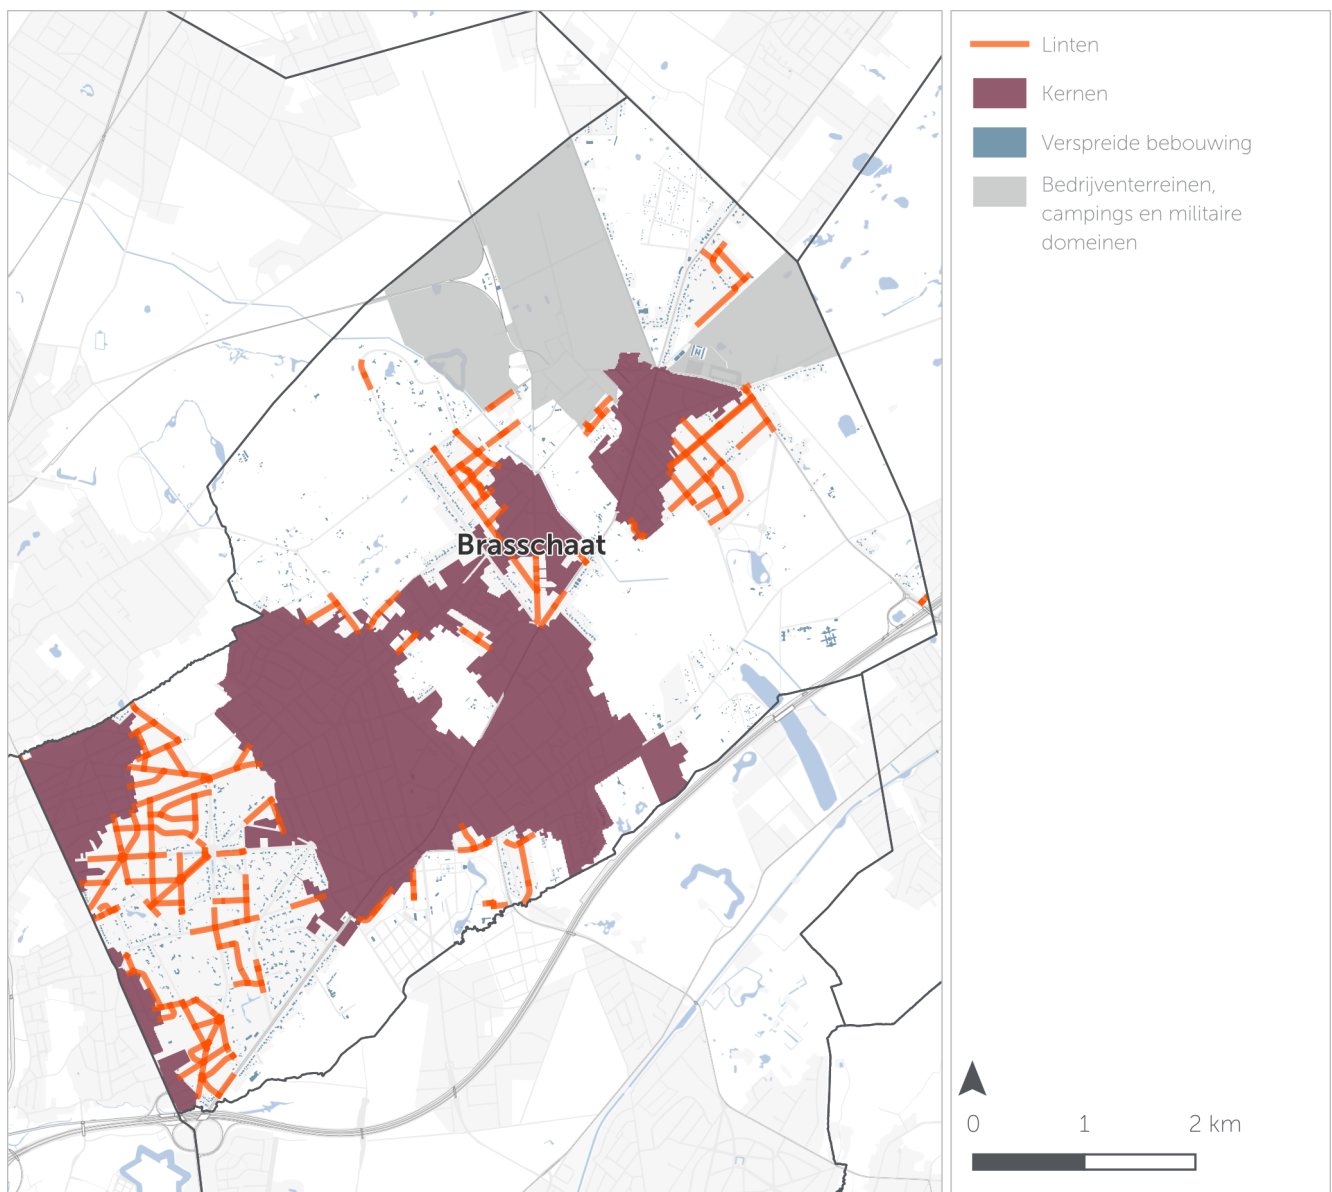 Linten
Kernen
Verspreide bebouwing
Bedrijventerreinen,
campings en militaire
domeinen
Brasschaat
0 1 2 km